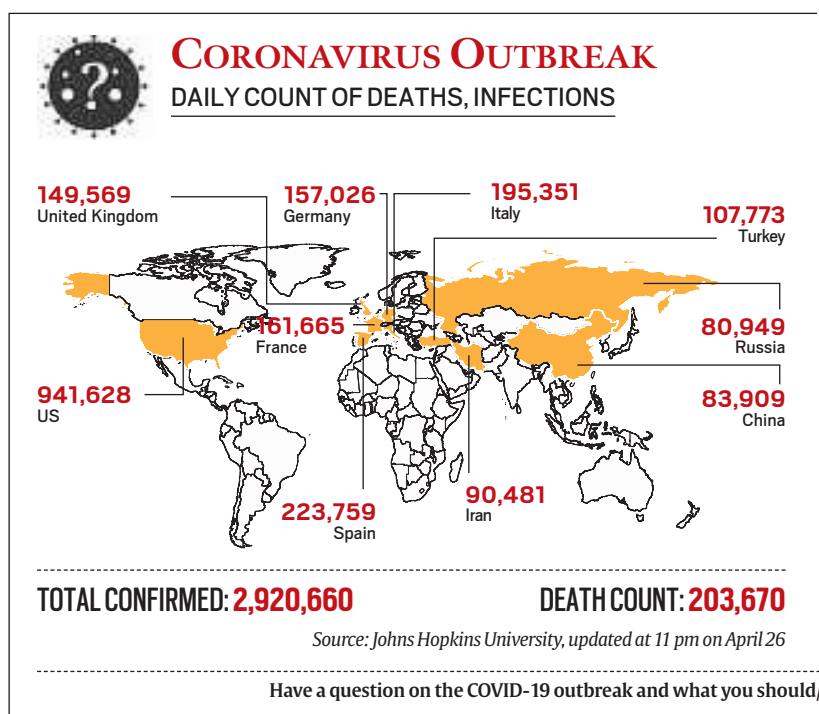 ?
CORONAVIRUS OUTBREAK
DAILY COUNT OF DEATHS, INFECTIONS
149,569
United Kingdom
157,026
Germany
195,351
Italy
107,773
Turkey
161,665
France
80,949
Russia
941,628
US
83,909
China
223,759
Spain
90,481
Iran
TOTAL CONFIRMED: 2,920,660
DEATH COUNT: 203,670
Source: Johns Hopkins University, updated at 11 pm on April 26
Have a question on the COVID-19 outbreak and what you should/